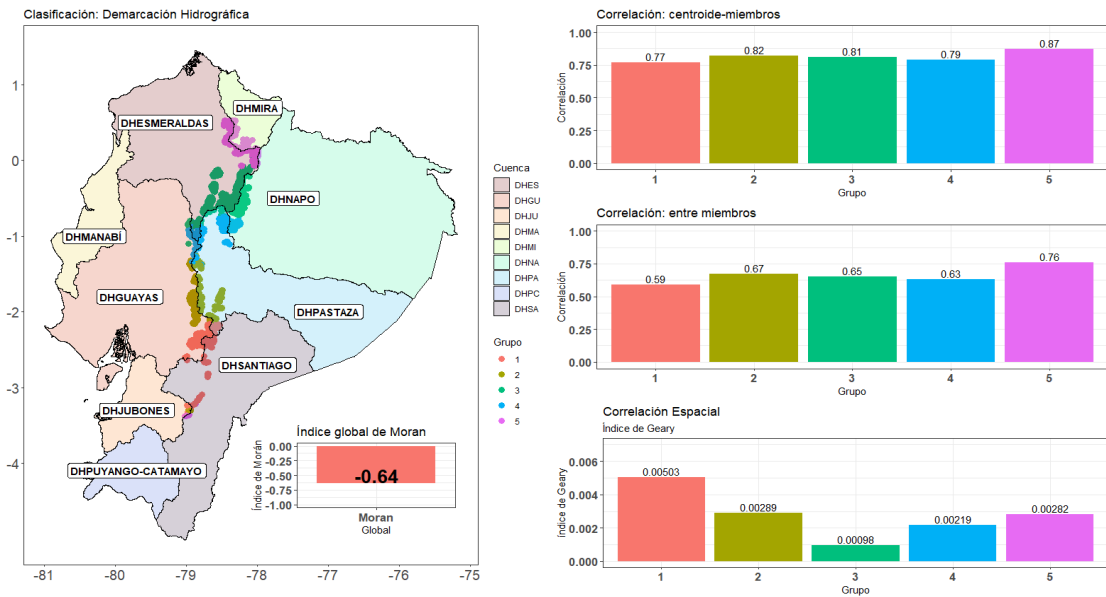 Clasificación: Demarcación Hidrográfica
1
0
-1
-2
-3
-4
-81
-80
-79
-78
-77
-76
-75
DHMIRA
DHESMERALDAS
DHNAPO
DHMANABÍ
DHGUAYAS
DHPASTAZA
DHSANTIAGO
DHJUBONES
DHPUYANGO-CATAMAYO
Índice global de Moran
Índice de Morán
0.00
-0.25
-0.50
-0.75
-1.00
-0.64
Moran
Global
Cuenca
DHES
DHGU
DHJU
DHMA
DHMI
DHNA
DHPA
DHPC
DHSA
Grupo
1
2
3
4
5
Correlación: centroide-miembros
Correlación
1.00
0.75
0.50
0.25
0.00
0.77
0.82
0.81
0.79
0.87
1
2
3
4
5
Grupo
Correlación: entre miembros
Correlación
1.00
0.75
0.50
0.25
0.00
0.59
0.67
0.65
0.63
0.76
1
2
3
4
5
Grupo
Correlación Espacial
Índice de Geary
Índice de Geary
0.006
0.004
0.002
0.000
0.00503
0.00289
0.00098
0.00219
0.00282
1
2
3
4
5
Grupo